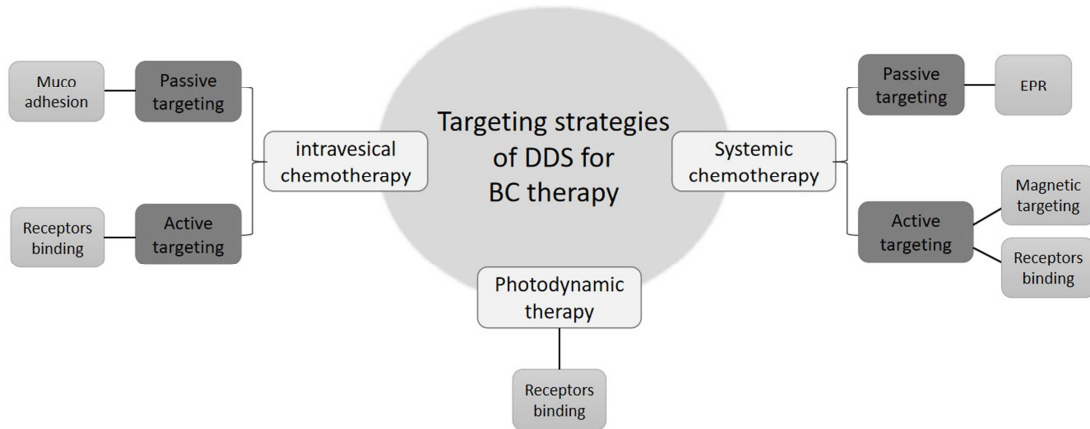 Targeting strategies
of DDS for
BC therapy
intravesical
chemotherapy
Passive
targeting
Muco
adhesion
Active
targeting
Receptors
binding
Systemic
chemotherapy
Passive
targeting
EPR
Active
targeting
Magnetic
targeting
Receptors
binding
Photodynamic
therapy
Receptors
binding